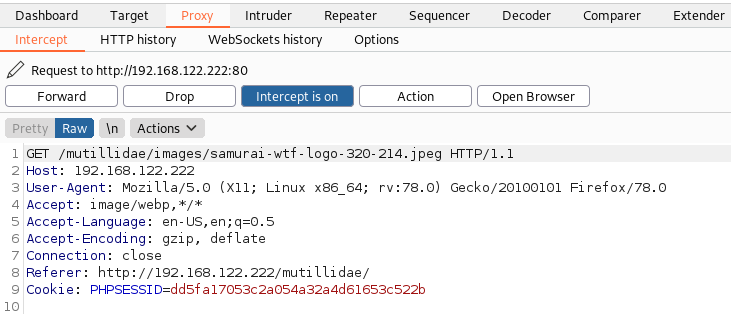 Dashboard Target Proxy Intruder Repeater Sequencer Decoder Comparer Extender
Intercept HTTP history WebSockets history Options
Request to http://192.168.122.222:80
Forward Drop Intercept is on Action Open Browser
Pretty Raw \n Actions
1 GET /mutillidae/images/samurai-wtf-logo-320-214.jpeg HTTP/1.1
2 Host: 192.168.122.222
3 User-Agent: Mozilla/5.0 (X11; Linux x86_64; rv:78.0) Gecko/20100101 Firefox/78.0
4 Accept: image/webp,*/*
5 Accept-Language: en-US,en;q=0.5
6 Accept-Encoding: gzip, deflate
7 Connection: close
8 Referer: http://192.168.122.222/mutillidae/
9 Cookie: PHPSESSID=dd5fa17053c2a054a32a4d61653c522b
10